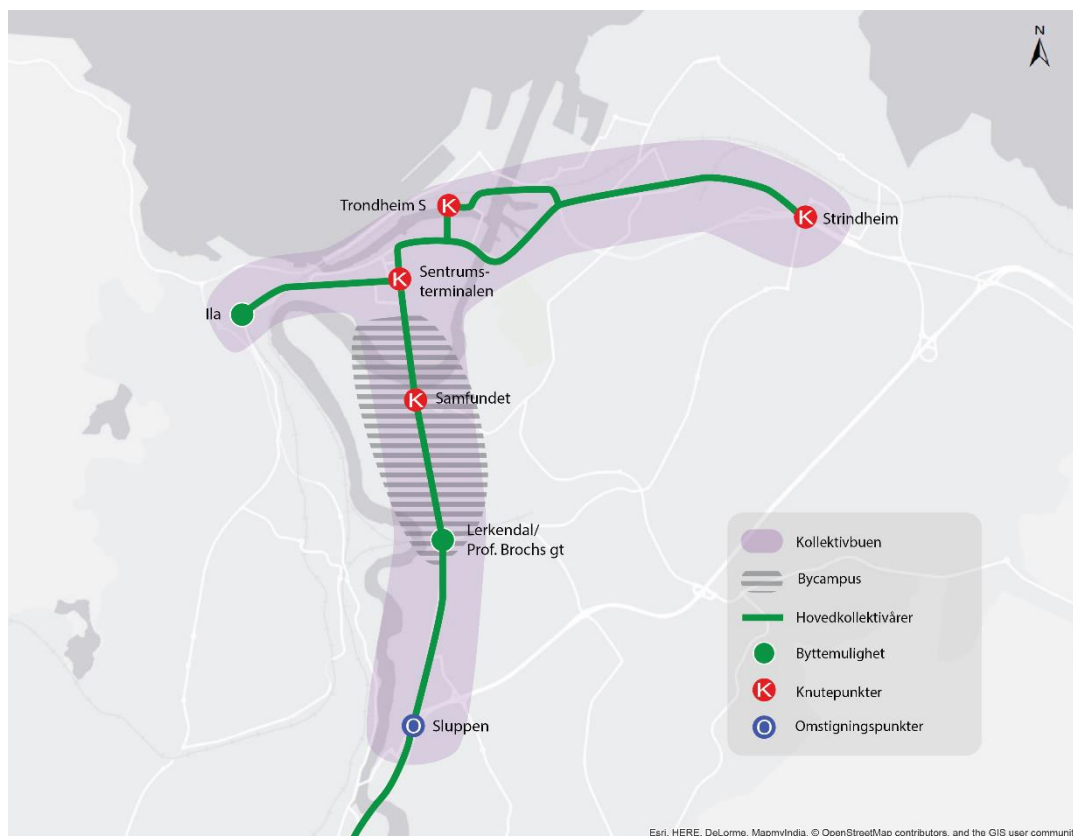 N
Trondheim S
K
K
Strindheim
K
Sentrums-
terminalen
Ila
K
Samfundet
Lerkendal/
Prof. Brochs gt
O
Sluppen
Kollektivbuen
Bycampus
Hovedkollektivårer
Byttemulighet
K
Knutepunkter
O
Omstigningspunkter
Esri, HERE, DeLorme, MapmyIndia, © OpenStreetMap contributors, and the GIS user communit